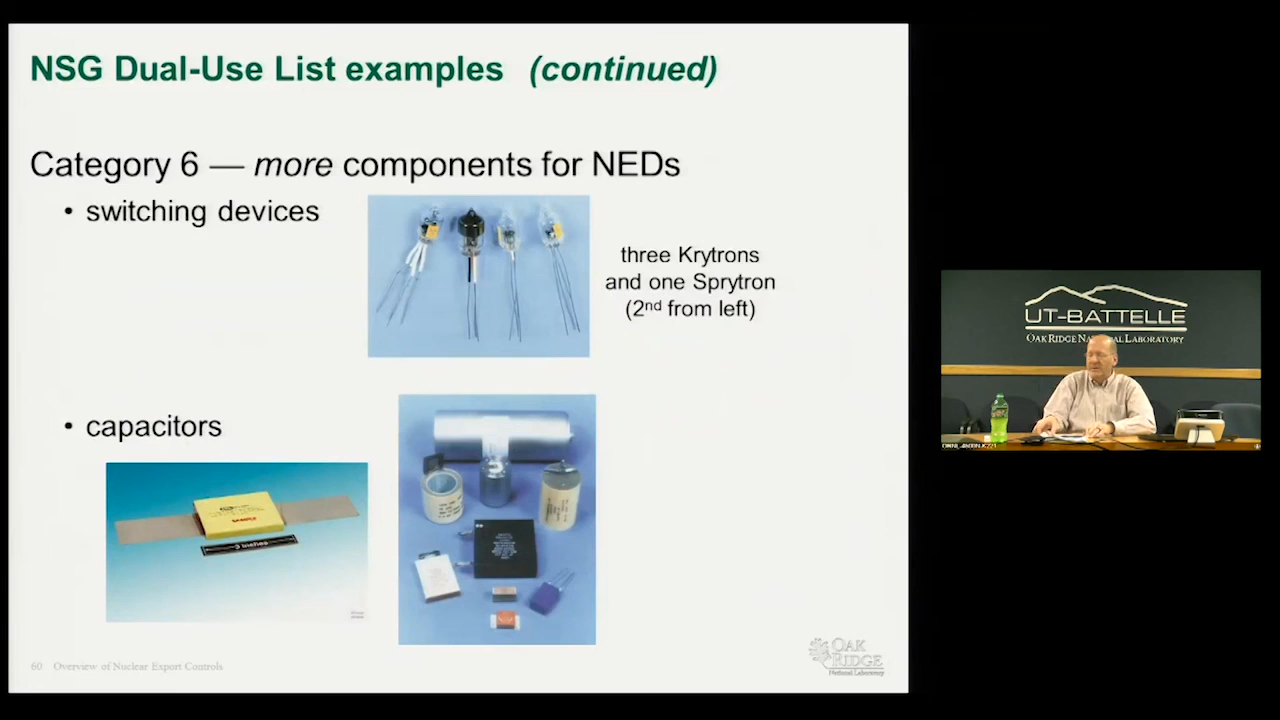 NSG Dual-Use List examples (continued)
Category 6 — more components for NEDs
• switching devices
three Krytrons
and one Sprytron
(2nd from left)
• capacitors
3 inches
60 Overview of Nuclear Export Controls
OAK
RIDGE
National Laboratory
UT-BATTELLE
OAK RIDGE NATIONAL LABORATORY